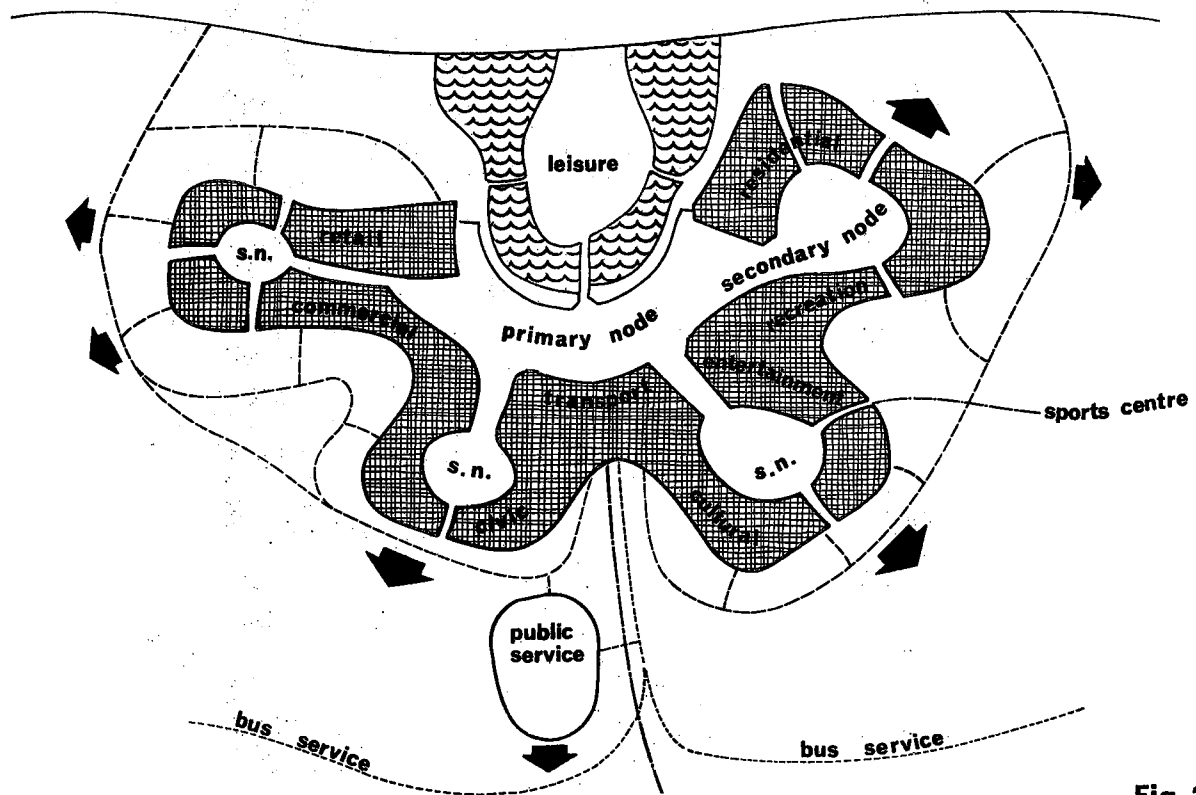 leisure
residential
retail
s.n.
secondary node
commercial
recreation
primary node
entertainment
transport
sports centre
s.n.
s.n.
civic
cultural
public
service
bus service
bus service
Fig